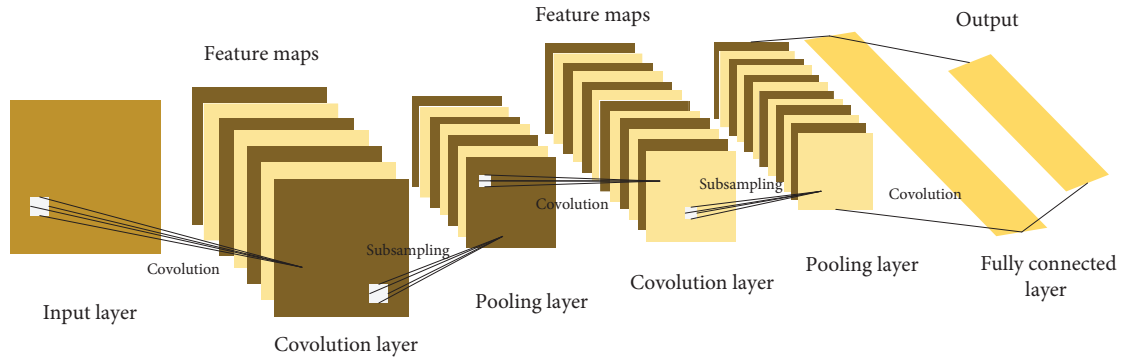 Feature maps
Feature maps
Output
Covolution
Subsampling
Covolution
Subsampling
Covolution
Input layer
Covolution layer
Pooling layer
Covolution layer
Pooling layer
Fully connected
layer